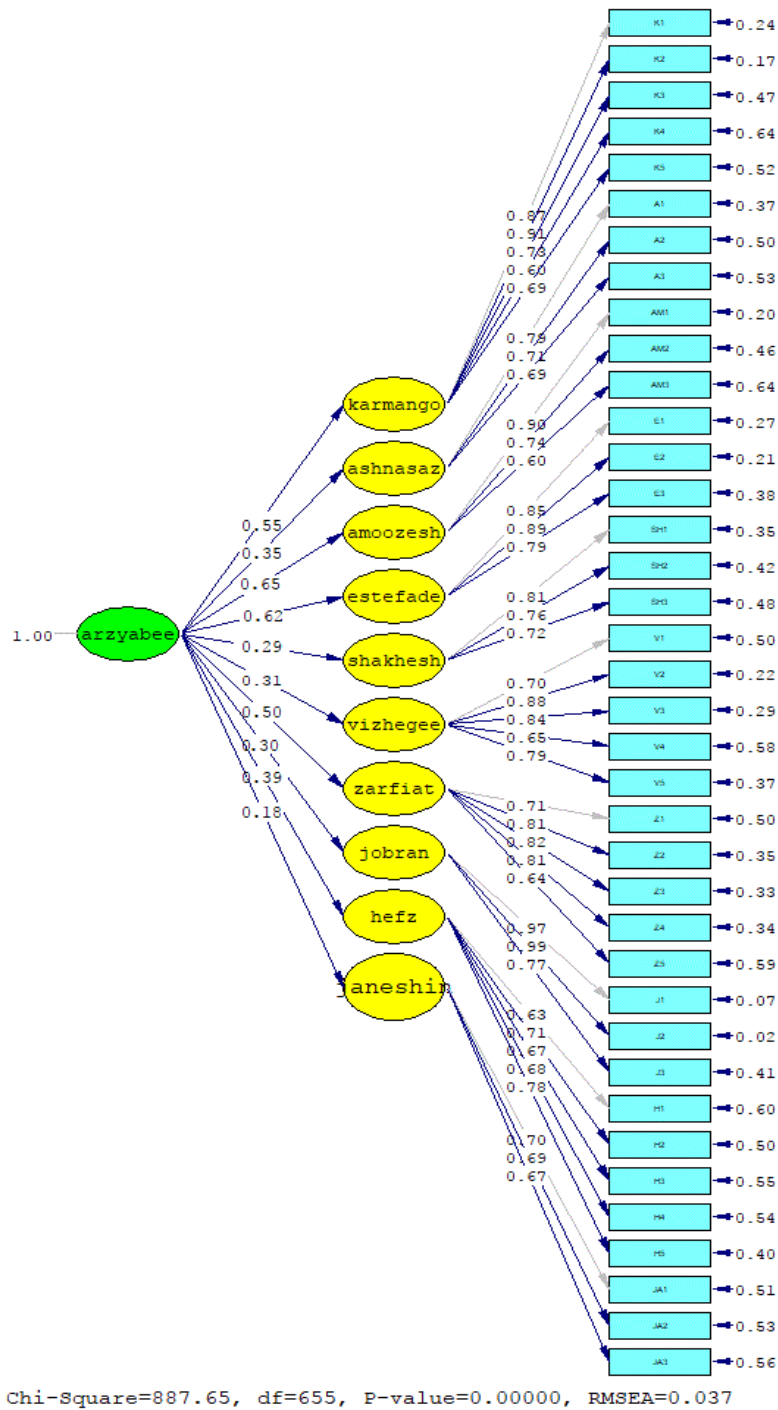 K1 0.24
K2 0.17
K3 0.47
K4 0.64
K5 0.52
A1 0.37
A2 0.50
A3 0.53
AM1 0.20
AM2 0.46
AM3 0.64
E1 0.27
E2 0.21
E3 0.38
SH1 0.35
SH2 0.42
SH3 0.48
V1 0.50
V2 0.22
V3 0.29
V4 0.58
V5 0.37
Z1 0.50
Z2 0.35
Z3 0.33
Z4 0.34
Z5 0.59
J1 0.07
J2 0.02
J3 0.41
H1 0.60
H2 0.50
H3 0.55
H4 0.54
H5 0.40
JA1 0.51
JA2 0.53
JA3 0.56
0.87
0.91
0.73
0.60
0.69
0.79
0.71
0.69
0.90
0.74
0.60
0.85
0.89
0.79
0.81
0.76
0.72
0.70
0.88
0.84
0.65
0.79
0.71
0.81
0.82
0.81
0.64
0.97
0.99
0.77
0.63
0.71
0.67
0.68
0.78
0.70
0.69
0.67
karmango
ashnasaz
amoozesh
estefade
shakhesh
vizhegee
zarfiat
jobran
hefz
janeshin
0.55
0.35
0.65
0.62
0.29
0.31
0.50
0.30
0.39
0.18
1.00 arzyabee
Chi-Square=887.65, df=655, P-value=0.00000, RMSEA=0.037